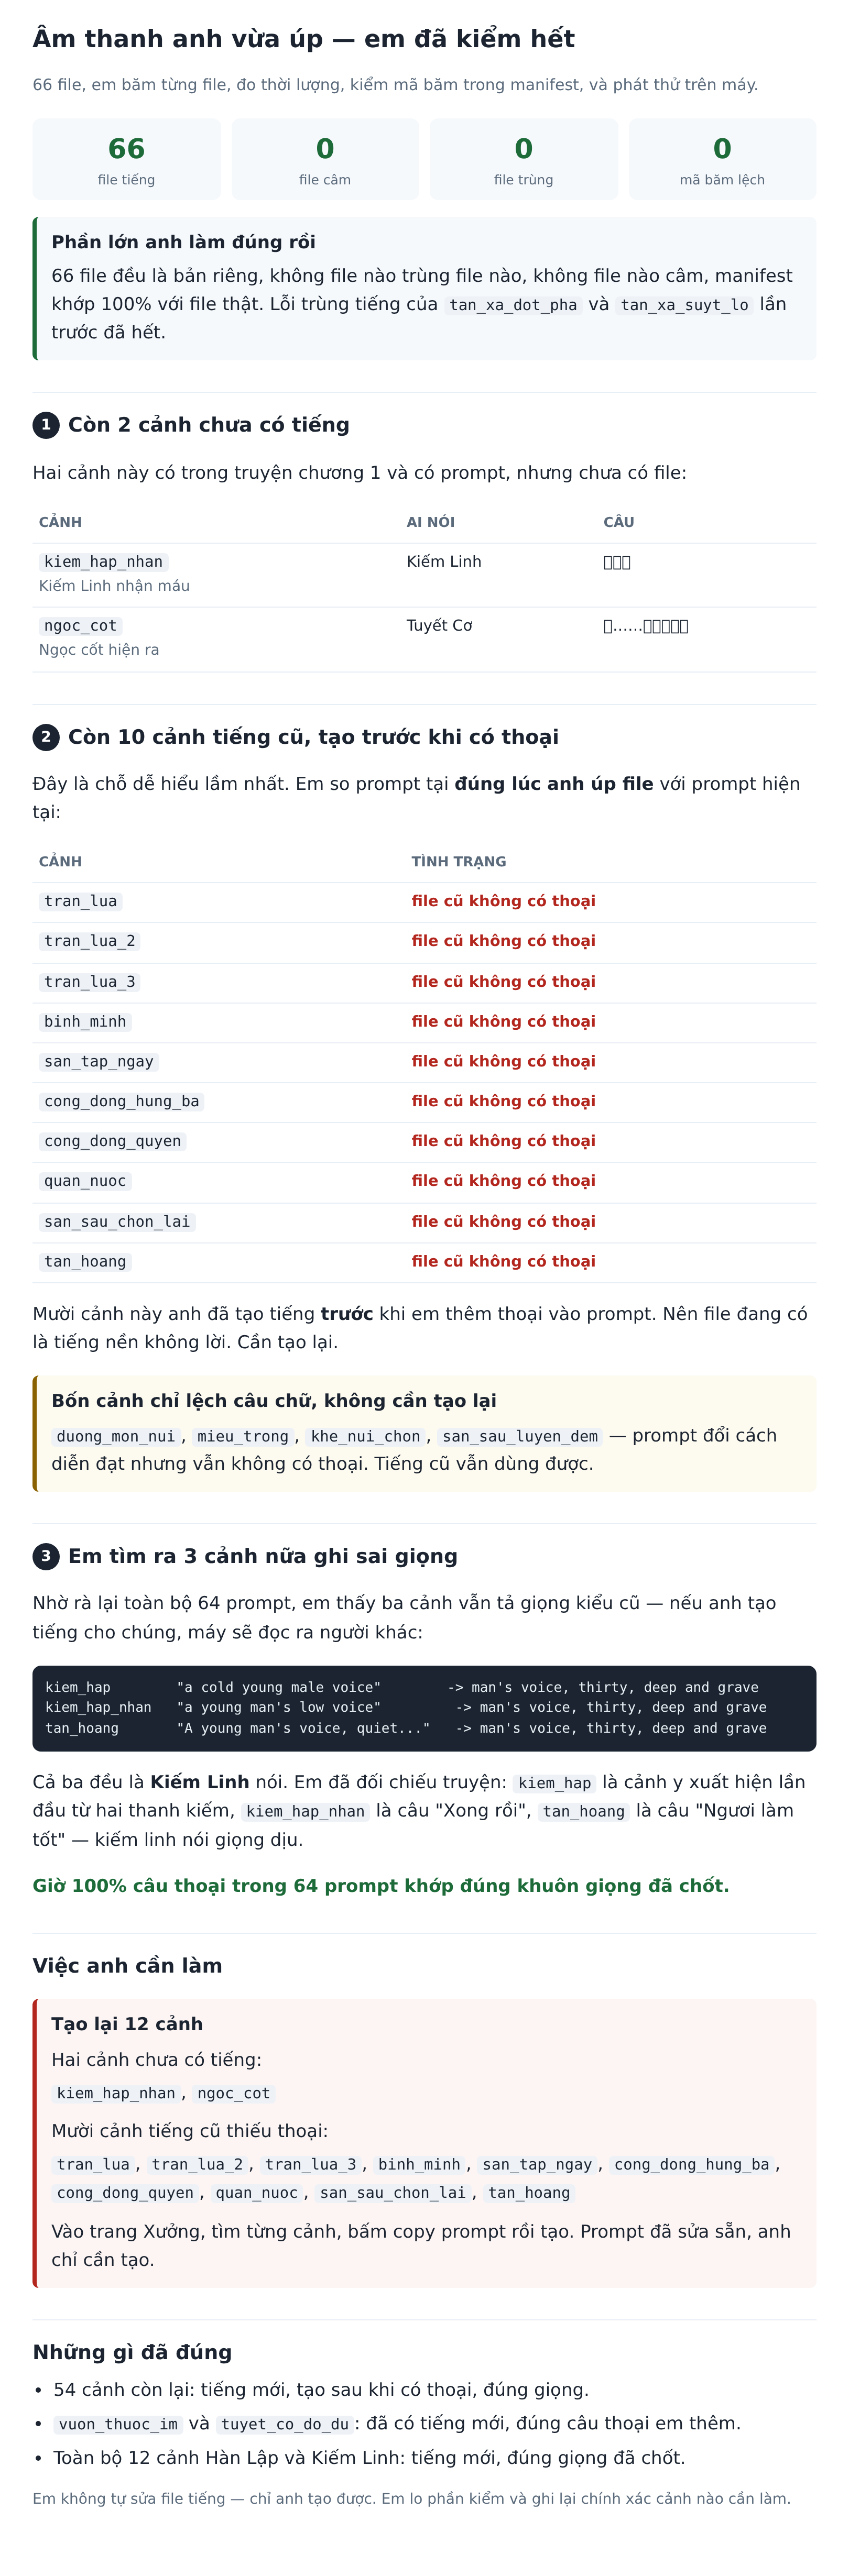 Âm thanh anh vừa úp — em đã kiểm hết
66 file, em băm từng file, đo thời lượng, kiểm mã băm trong manifest, và phát thử trên máy.
66
file tiếng
0
file câm
0
file trùng
0
mã băm lệch
Phần lớn anh làm đúng rồi
66 file đều là bản riêng, không file nào trùng file nào, không file nào câm, manifest
khớp 100% với file thật. Lỗi trùng tiếng của tan_xa_dot_pha và tan_xa_suyt_lo lần
trước đã hết.
1 Còn 2 cảnh chưa có tiếng
Hai cảnh này có trong truyện chương 1 và có prompt, nhưng chưa có file:
CẢNH AI NÓI CÂU
kiem_hap_nhan Kiếm Linh
Kiếm Linh nhận máu
ngoc_cot Tuyết Cơ ……
Ngọc cốt hiện ra
2 Còn 10 cảnh tiếng cũ, tạo trước khi có thoại
Đây là chỗ dễ hiểu lầm nhất. Em so prompt tại đúng lúc anh úp file với prompt hiện
tại:
CẢNH TÌNH TRẠNG
tran_lua file cũ không có thoại
tran_lua_2 file cũ không có thoại
tran_lua_3 file cũ không có thoại
binh_minh file cũ không có thoại
san_tap_ngay file cũ không có thoại
cong_dong_hung_ba file cũ không có thoại
cong_dong_quyen file cũ không có thoại
quan_nuoc file cũ không có thoại
san_sau_chon_lai file cũ không có thoại
tan_hoang file cũ không có thoại
Mười cảnh này anh đã tạo tiếng trước khi em thêm thoại vào prompt. Nên file đang có
là tiếng nền không lời. Cần tạo lại.
Bốn cảnh chỉ lệch câu chữ, không cần tạo lại
duong_mon_nui, mieu_trong, khe_nui_chon, san_sau_luyen_dem — prompt đổi cách
diễn đạt nhưng vẫn không có thoại. Tiếng cũ vẫn dùng được.
3 Em tìm ra 3 cảnh nữa ghi sai giọng
Nhờ rà lại toàn bộ 64 prompt, em thấy ba cảnh vẫn tả giọng kiểu cũ — nếu anh tạo
tiếng cho chúng, máy sẽ đọc ra người khác:
kiem_hap "a cold young male voice" -> man's voice, thirty, deep and grave
kiem_hap_nhan "a young man's low voice" -> man's voice, thirty, deep and grave
tan_hoang "A young man's voice, quiet..." -> man's voice, thirty, deep and grave
Cả ba đều là Kiếm Linh nói. Em đã đối chiếu truyện: kiem_hap là cảnh y xuất hiện lần
đầu từ hai thanh kiếm, kiem_hap_nhan là câu "Xong rồi", tan_hoang là câu "Ngươi làm
tốt" — kiếm linh nói giọng dịu.
Giờ 100% câu thoại trong 64 prompt khớp đúng khuôn giọng đã chốt.
Việc anh cần làm
Tạo lại 12 cảnh
Hai cảnh chưa có tiếng:
kiem_hap_nhan, ngoc_cot
Mười cảnh tiếng cũ thiếu thoại:
tran_lua, tran_lua_2, tran_lua_3, binh_minh, san_tap_ngay, cong_dong_hung_ba,
cong_dong_quyen, quan_nuoc, san_sau_chon_lai, tan_hoang
Vào trang Xưởng, tìm từng cảnh, bấm copy prompt rồi tạo. Prompt đã sửa sẵn, anh
chỉ cần tạo.
Những gì đã đúng
• 54 cảnh còn lại: tiếng mới, tạo sau khi có thoại, đúng giọng.
• vuon_thuoc_im và tuyet_co_do_du: đã có tiếng mới, đúng câu thoại em thêm.
• Toàn bộ 12 cảnh Hàn Lập và Kiếm Linh: tiếng mới, đúng giọng đã chốt.
Em không tự sửa file tiếng — chỉ anh tạo được. Em lo phần kiểm và ghi lại chính xác cảnh nào cần làm.